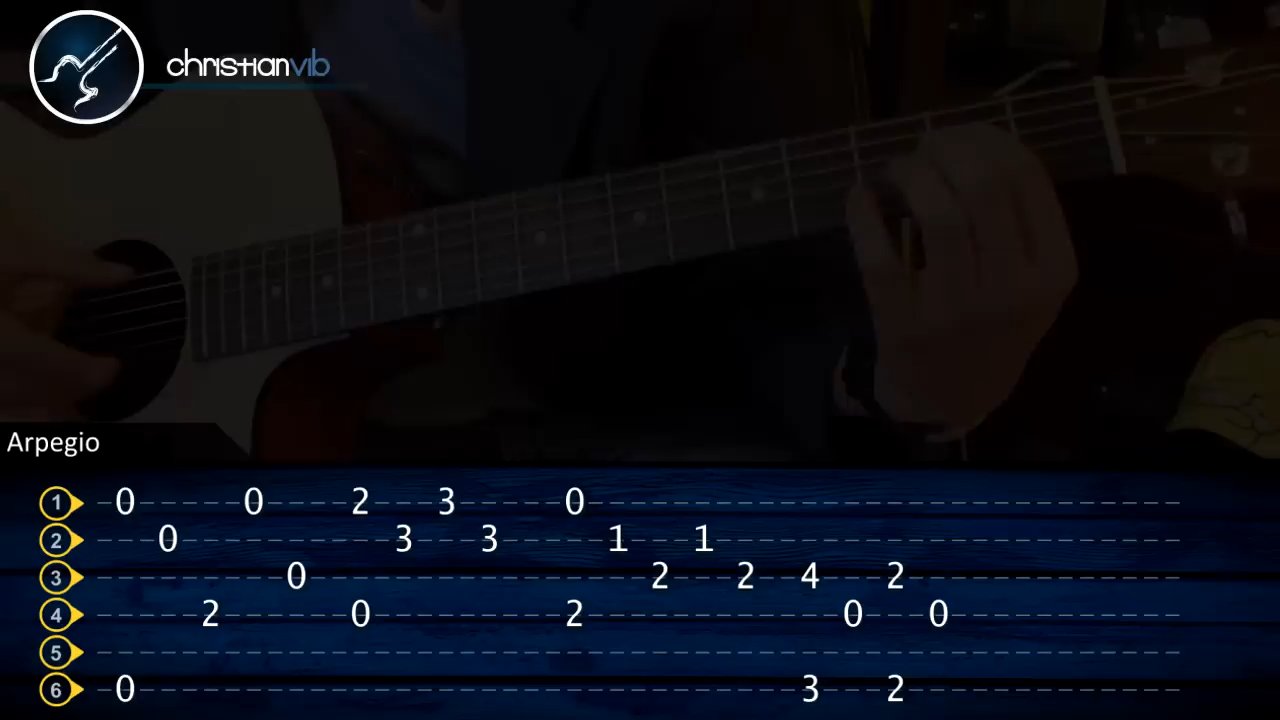 christianvib
Arpegio
1 0 0 2 3 0
2 0 3 3 1 1
3 0 2 2 4 2
4 2 0 2 0 0
5
6 0 3 2